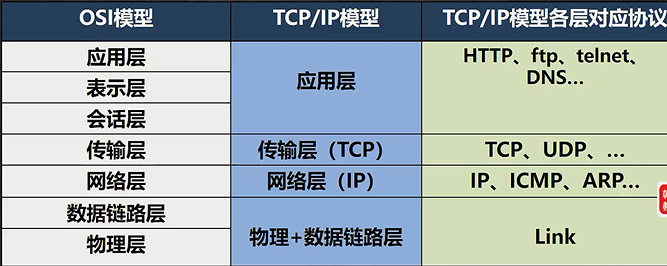 OSI模型 TCP/IP模型 TCP/IP模型各层对应协议
应用层 应用层 HTTP、ftp、telnet、
DNS...
表示层
会话层
传输层 传输层（TCP） TCP、UDP、...
网络层 网络层（IP） IP、ICMP、ARP...
数据链路层 物理+数据链路层 Link
物理层